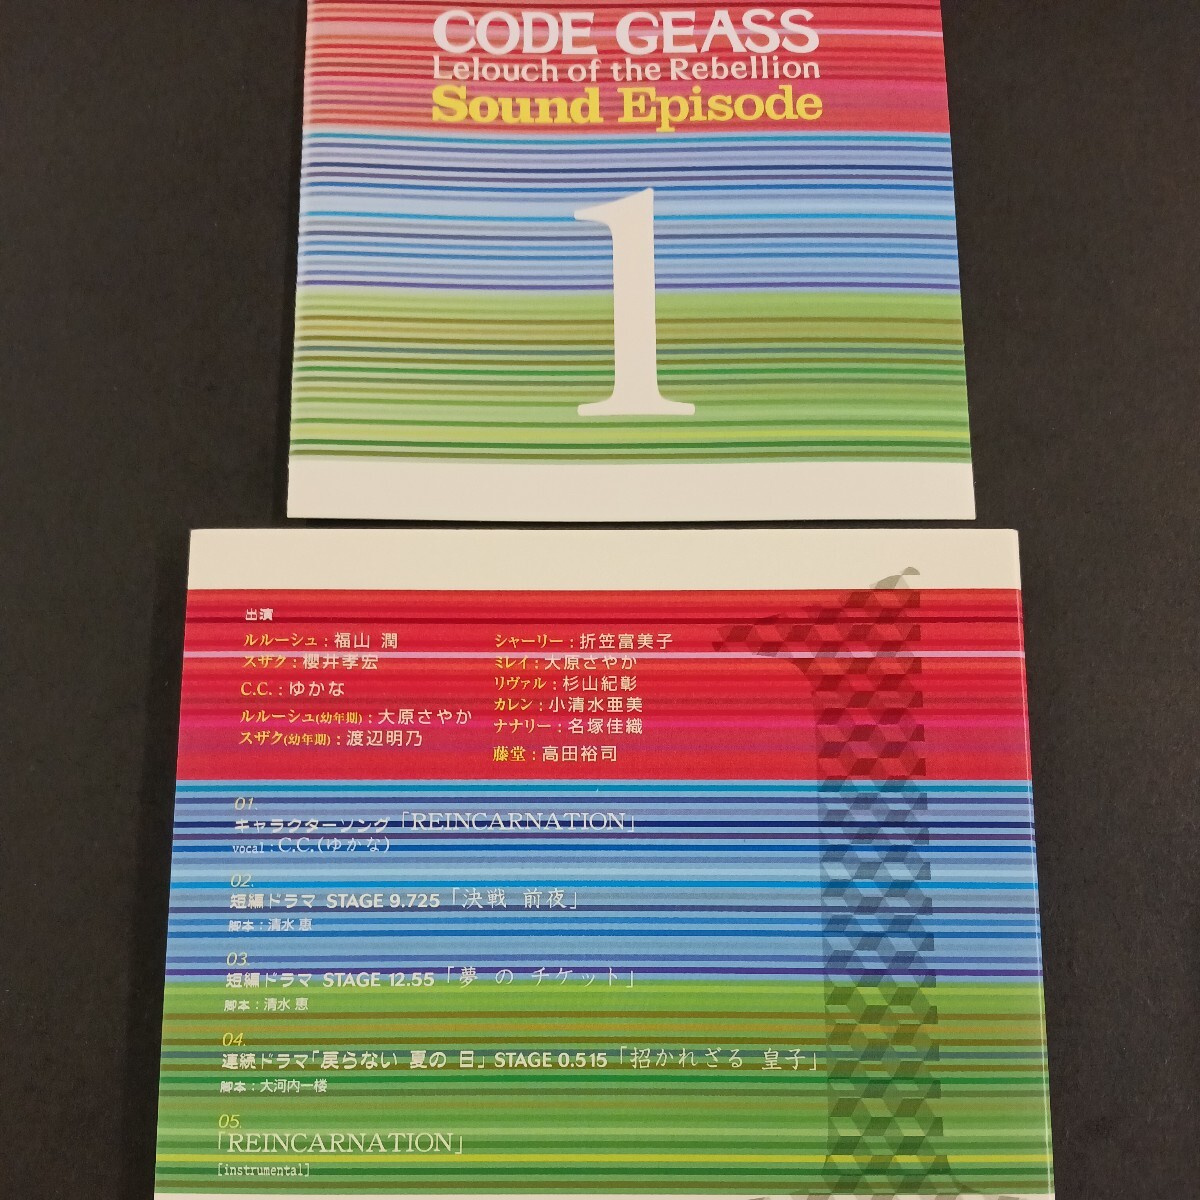 CODE GEASS
Lelouch of the Rebellion
Sound Episode
1
出演
ルルーシュ : 福山 潤
スザク : 櫻井孝宏
C.C. : ゆかな
ルルーシュ(幼年期) : 大原さやか
スザク(幼年期) : 渡辺明乃
シャーリー : 折笠富美子
ミレイ : 大原さやか
リヴァル : 杉山紀彰
カレン : 小清水亜美
ナナリー : 名塚佳織
藤堂 : 高田裕司
01.
キャラクターソング「REINCARNATION」
vocal : C.C.(ゆかな)
02.
短編ドラマ STAGE 9.725「決戦 前夜」
脚本 : 清水 恵
03.
短編ドラマ STAGE 12.55「夢 の チケット」
脚本 : 清水 恵
04.
連続ドラマ「戻らない 夏の 日」STAGE 0.515「招かれざる 皇子」
脚本 : 大河内一楼
05.
「REINCARNATION」
[instrumental]